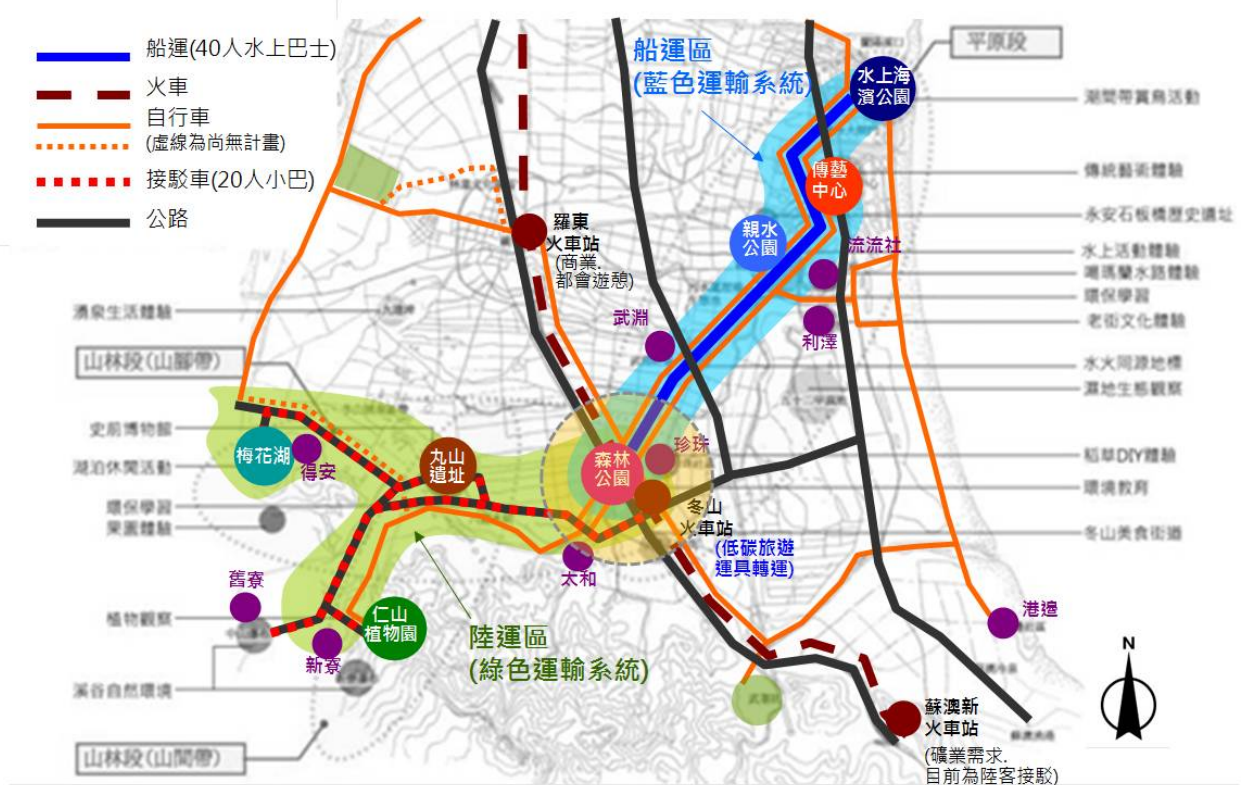 船運(40人水上巴士)
火車
自行車
(虛線為尚無計畫)
接駁車(20人小巴)
公路
船運區
(藍色運輸系統)
平原段
水上海
濱公園
潮間帶賞鳥活動
傳藝
中心
傳統藝術體驗
永安石板橋歷史遺址
羅東
火車站
(商業.
都會遊憩)
親水
公園
流流社
水上活動體驗
噶瑪蘭水路體驗
環保學習
老街文化體驗
利澤
武淵
湧泉生活體驗
山林段(山腳帶)
水火同源地標
濕地生態觀察
史前博物館
梅花湖
得安
丸山
遺址
森林
公園
珍珠
湖泊休閒活動
稻草DIY體驗
環境教育
環保學習
果園體驗
冬山
火車站
(低碳旅遊
運具轉運)
冬山美食街道
太和
舊寮
植物觀察
仁山
植物園
新寮
陸運區
(綠色運輸系統)
港邊
溪谷自然環境
山林段(山間帶)
N
蘇澳新
火車站
(礦業需求.
目前為陸客接駁)